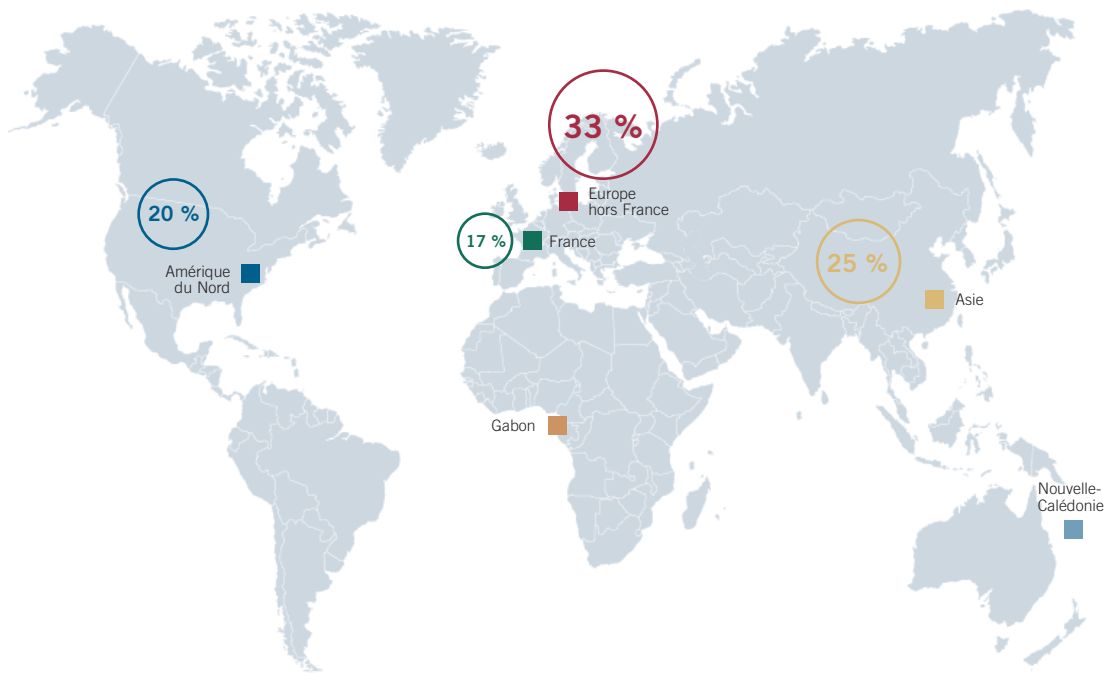 33 %
Europe
hors France
20 %
Amérique
du Nord
17 %
France
25 %
Asie
Gabon
Nouvelle-
Calédonie